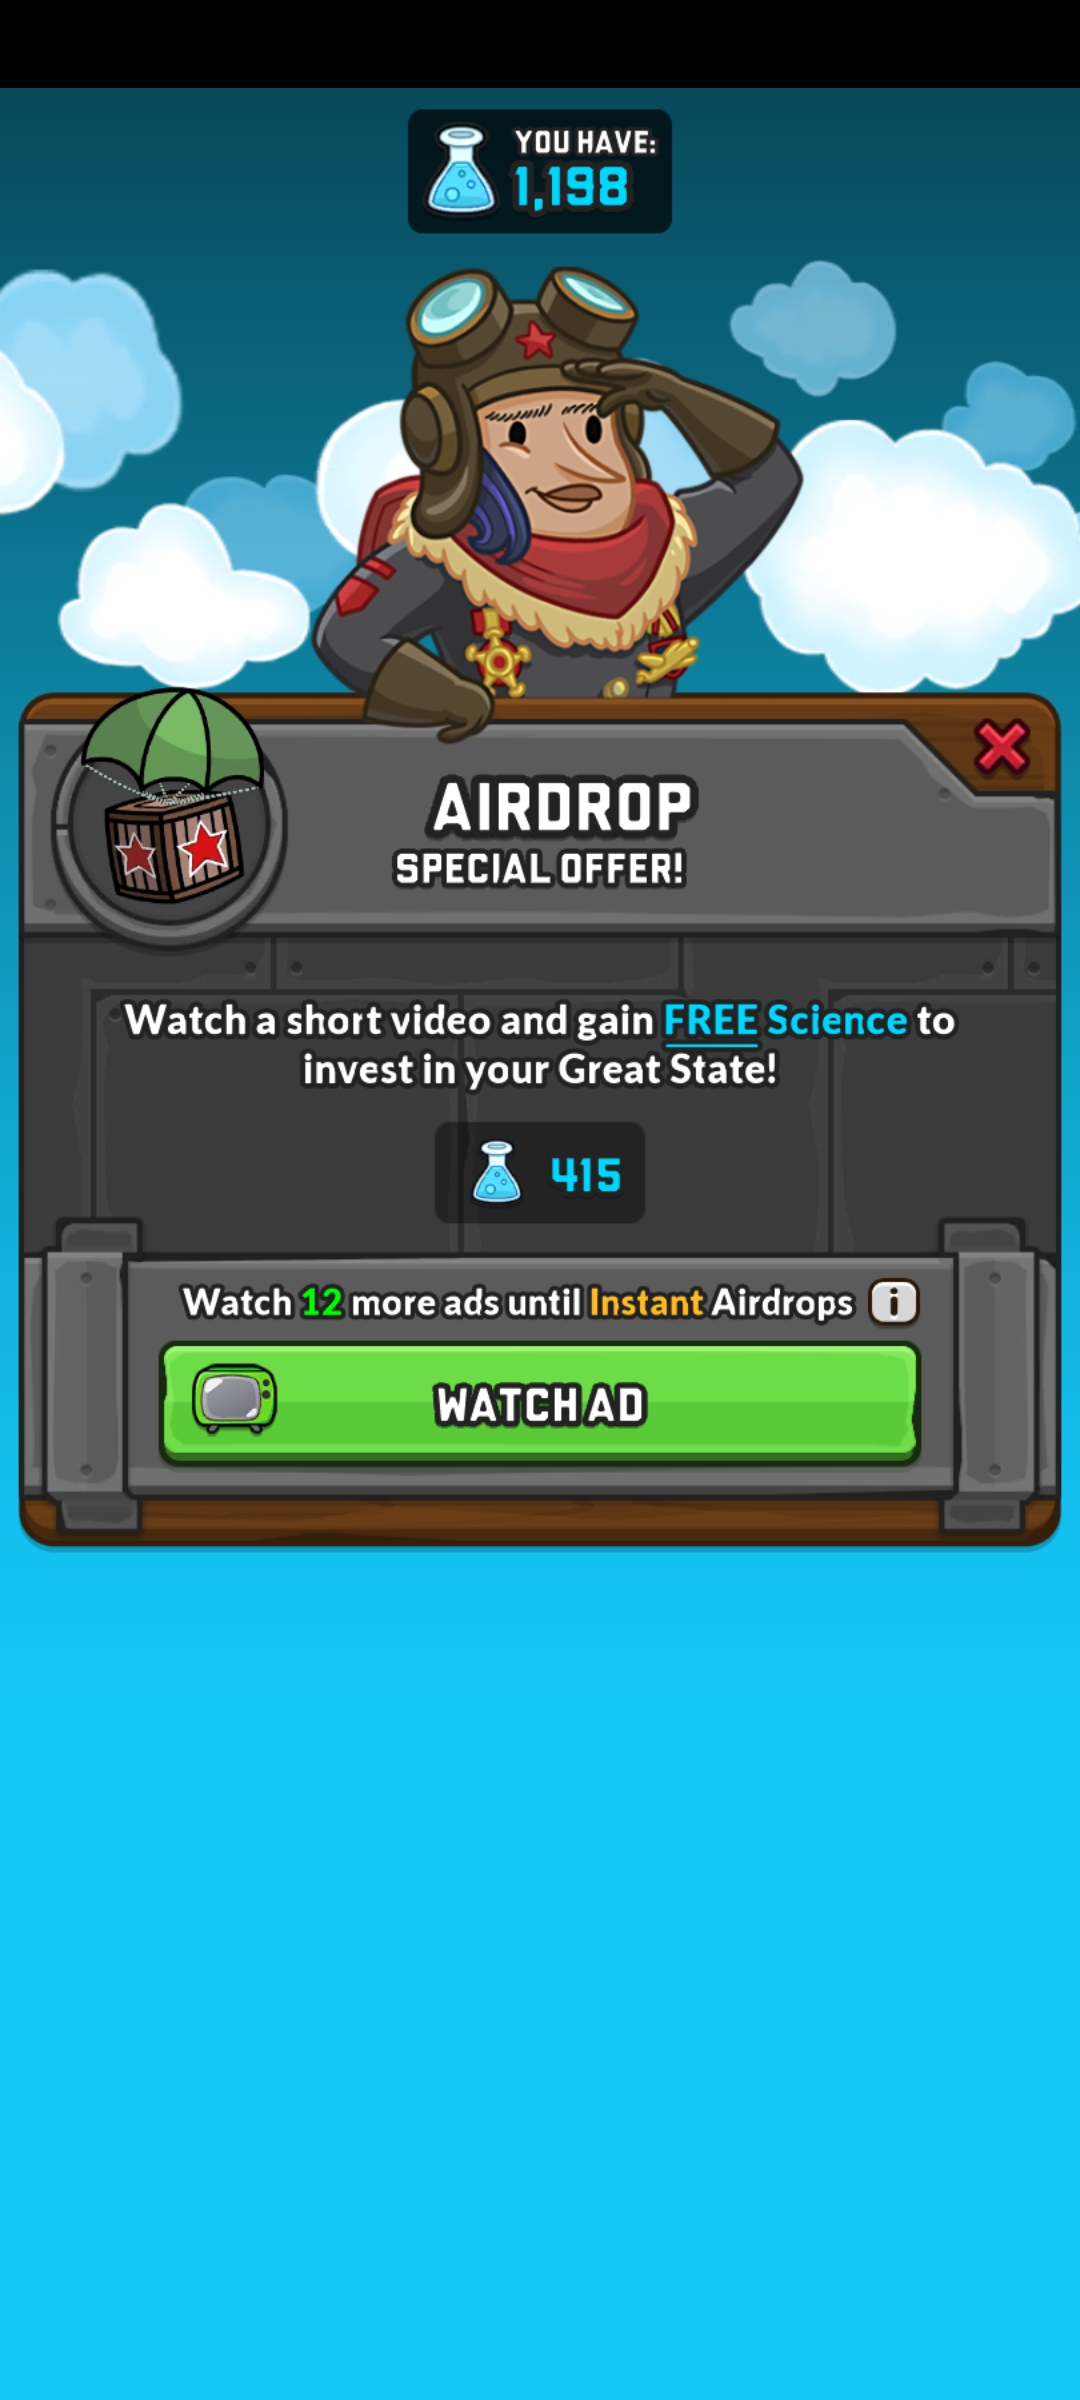 YOU HAVE:
1,198
AIRDROP
SPECIAL OFFER!
Watch a short video and gain FREE Science to
invest in your Great State!
415
Watch 12 more ads until Instant Airdrops i
WATCH AD